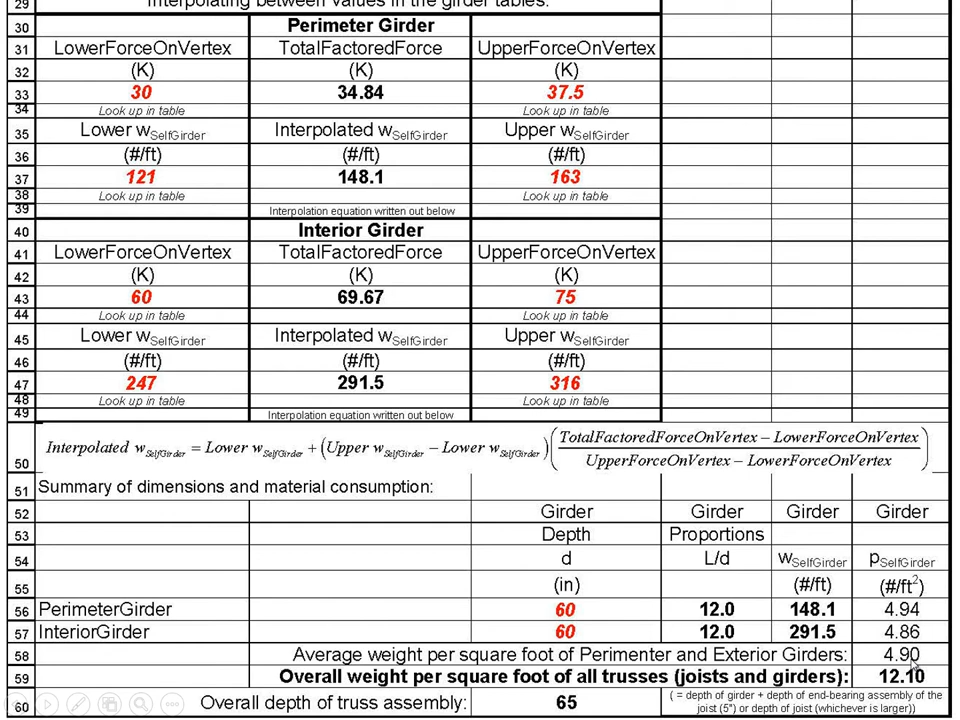 29 Interpolating between values in the girder tables.
30 Perimeter Girder
31 LowerForceOnVertex TotalFactoredForce UpperForceOnVertex
32 (K) (K) (K)
33 30 34.84 37.5
34 Look up in table Look up in table
35 Lower wSelfGirder Interpolated wSelfGirder Upper wSelfGirder
36 (#/ft) (#/ft) (#/ft)
37 121 148.1 163
38 Look up in table Look up in table
39 Interpolation equation written out below
40 Interior Girder
41 LowerForceOnVertex TotalFactoredForce UpperForceOnVertex
42 (K) (K) (K)
43 60 69.67 75
44 Look up in table Look up in table
45 Lower wSelfGirder Interpolated wSelfGirder Upper wSelfGirder
46 (#/ft) (#/ft) (#/ft)
47 247 291.5 316
48 Look up in table Look up in table
49 Interpolation equation written out below
50 Interpolated wSelfGirder = Lower wSelfGirder + (Upper wSelfGirder − Lower wSelfGirder) (TotalFactoredForceOnVertex − LowerForceOnVertex / UpperForceOnVertex − LowerForceOnVertex)
51 Summary of dimensions and material consumption:
52 Girder Girder Girder Girder
53 Depth Proportions
54 d L/d wSelfGirder pSelfGirder
55 (in) (#/ft) (#/ft2)
56 PerimeterGirder 60 12.0 148.1 4.94
57 InteriorGirder 60 12.0 291.5 4.86
58 Average weight per square foot of Perimenter and Exterior Girders: 4.90
59 Overall weight per square foot of all trusses (joists and girders): 12.10
60 Overall depth of truss assembly: 65 ( = depth of girder + depth of end-bearing assembly of the
joist (5") or depth of joist (whichever is larger))